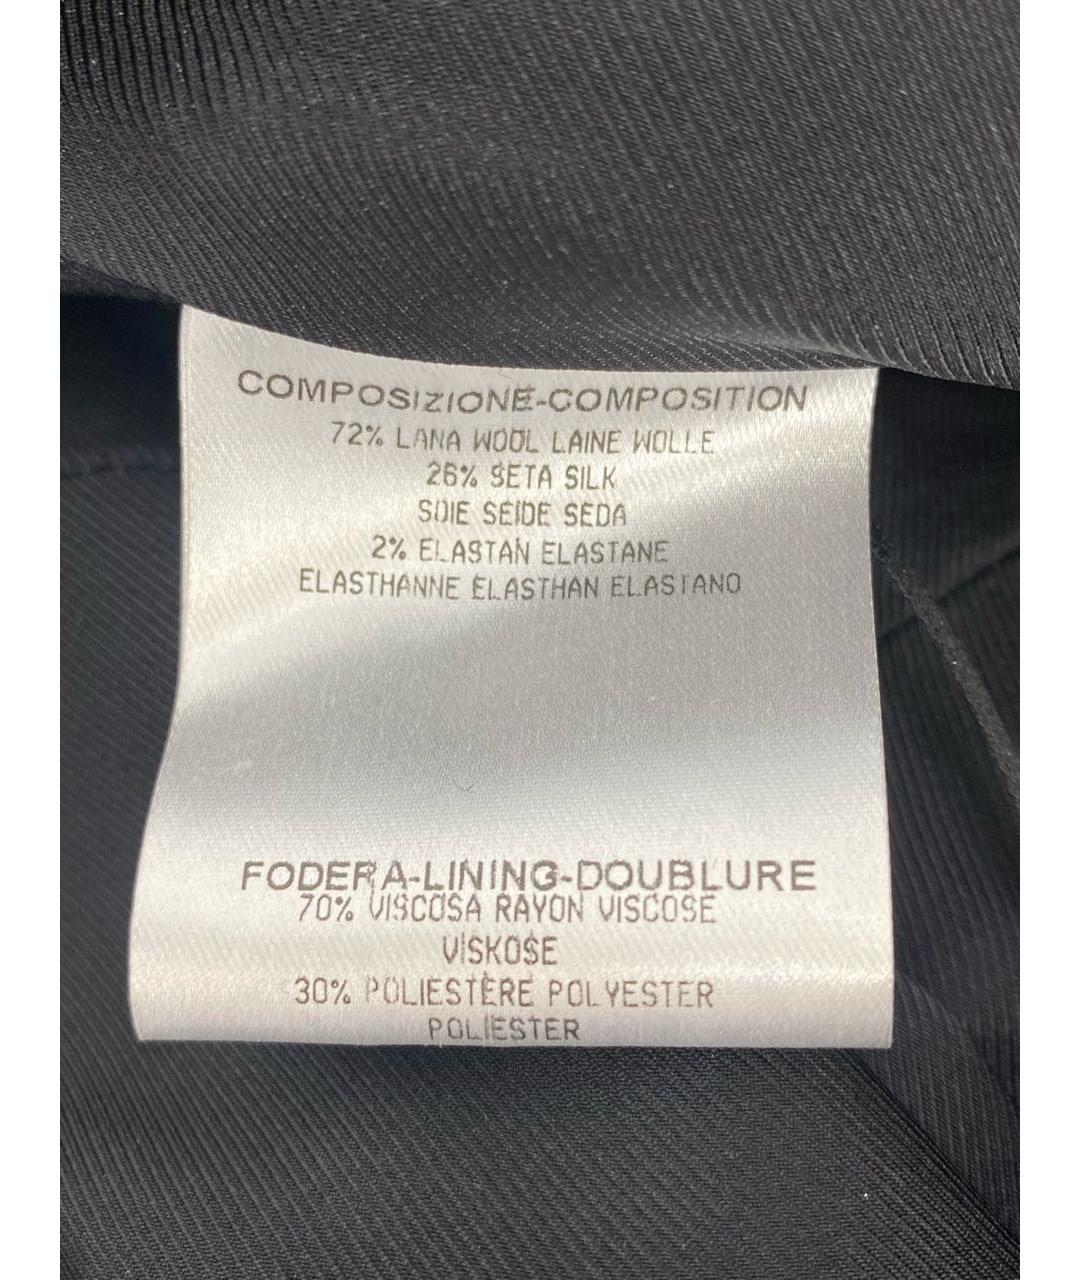 COMPOSIZIONE-COMPOSITION
72% LANA WOOL LAINE WOLLE
26% SETA SILK
SOIE SEIDE SEDA
2% ELASTAN ELASTANE
ELASTHANNE ELASTHAN ELASTANO
FODERA-LINING-DOUBLURE
70% VISCOSA RAYON VISCOSE
VISKOSE
30% POLIESTERE POLYESTER
POLIESTER